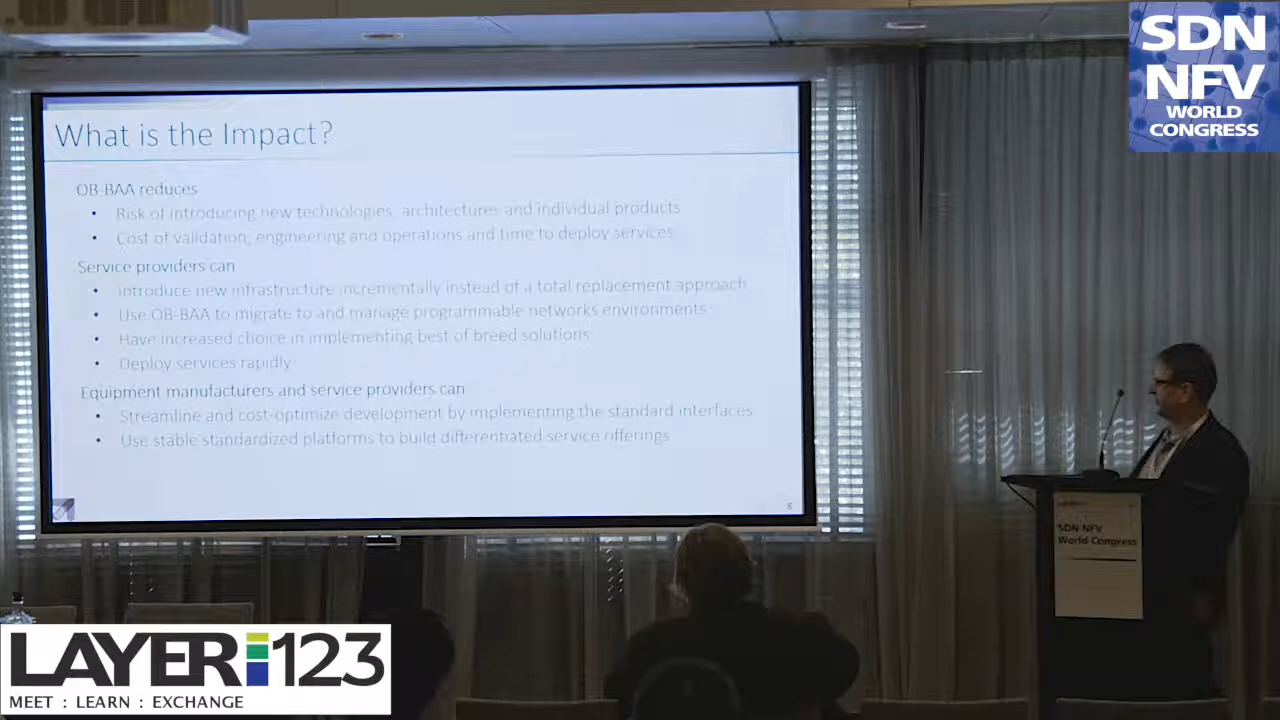 SDN
NFV
WORLD
CONGRESS
What is the Impact?
OB-BAA reduces
• Risk of introducing new technologies, architectures and individual products
• Cost of validation, engineering and operations and time to deploy services
Service providers can
• Introduce new infrastructure incrementally instead of a total replacement approach
• Use OB-BAA to migrate to and manage programmable networks environments
• Have increased choice in implementing best of breed solutions
• Deploy services rapidly
Equipment manufacturers and service providers can
• Streamline and cost-optimize development by implementing the standard interfaces
• Use stable standardized platforms to build differentiated service offerings
8
SDN NFV
World Congress
LAYER 123
MEET : LEARN : EXCHANGE